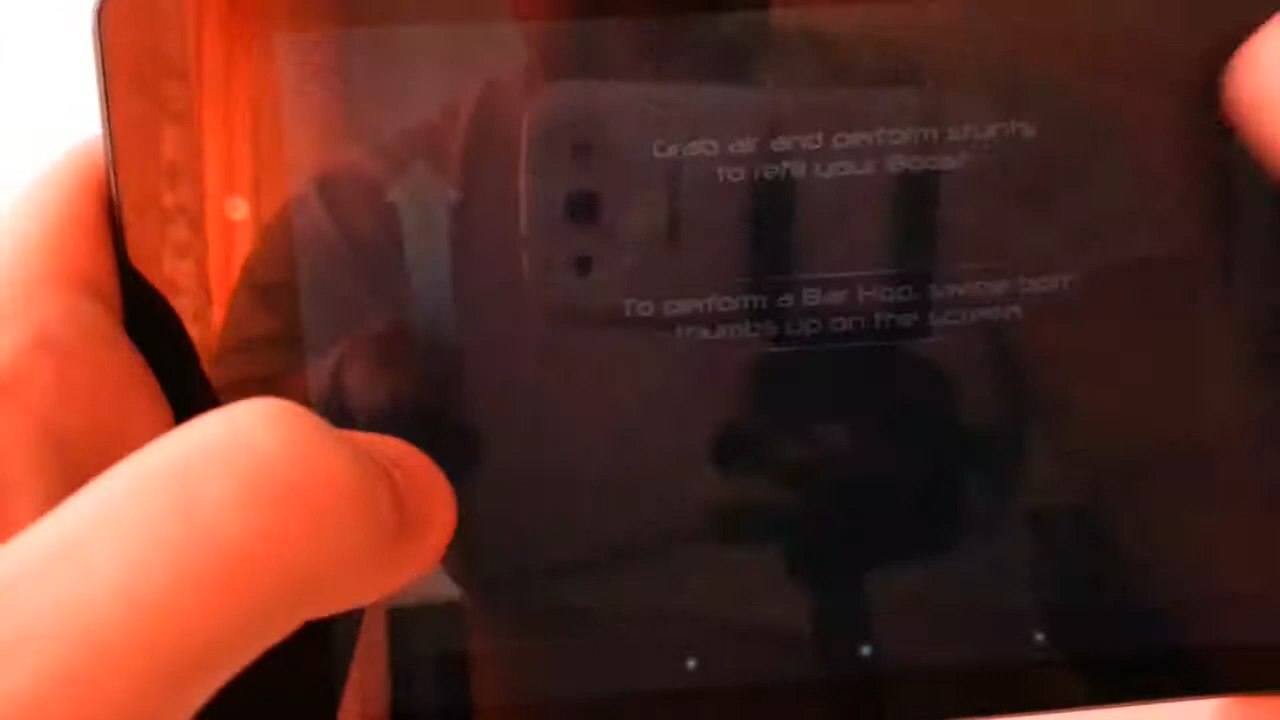 Grab air and perform stunts
to refill your Boost
To perform a Bar Hop, swipe both
thumbs up on the screen